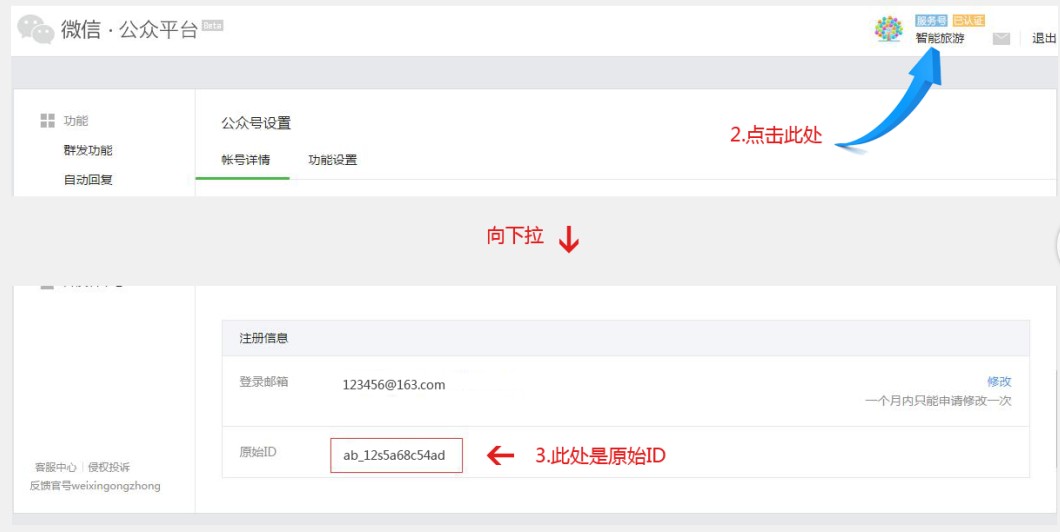 微信·公众平台 Beta
服务号 已认证
智能旅游 退出
功能
群发功能
自动回复
公众号设置
帐号详情 功能设置
2.点击此处
向下拉
注册信息
登录邮箱 123456@163.com 修改
一个月内只能申请修改一次
原始ID ab_12s5a68c54ad 3.此处是原始ID
客服中心 侵权投诉
反馈官号weixingongzhong